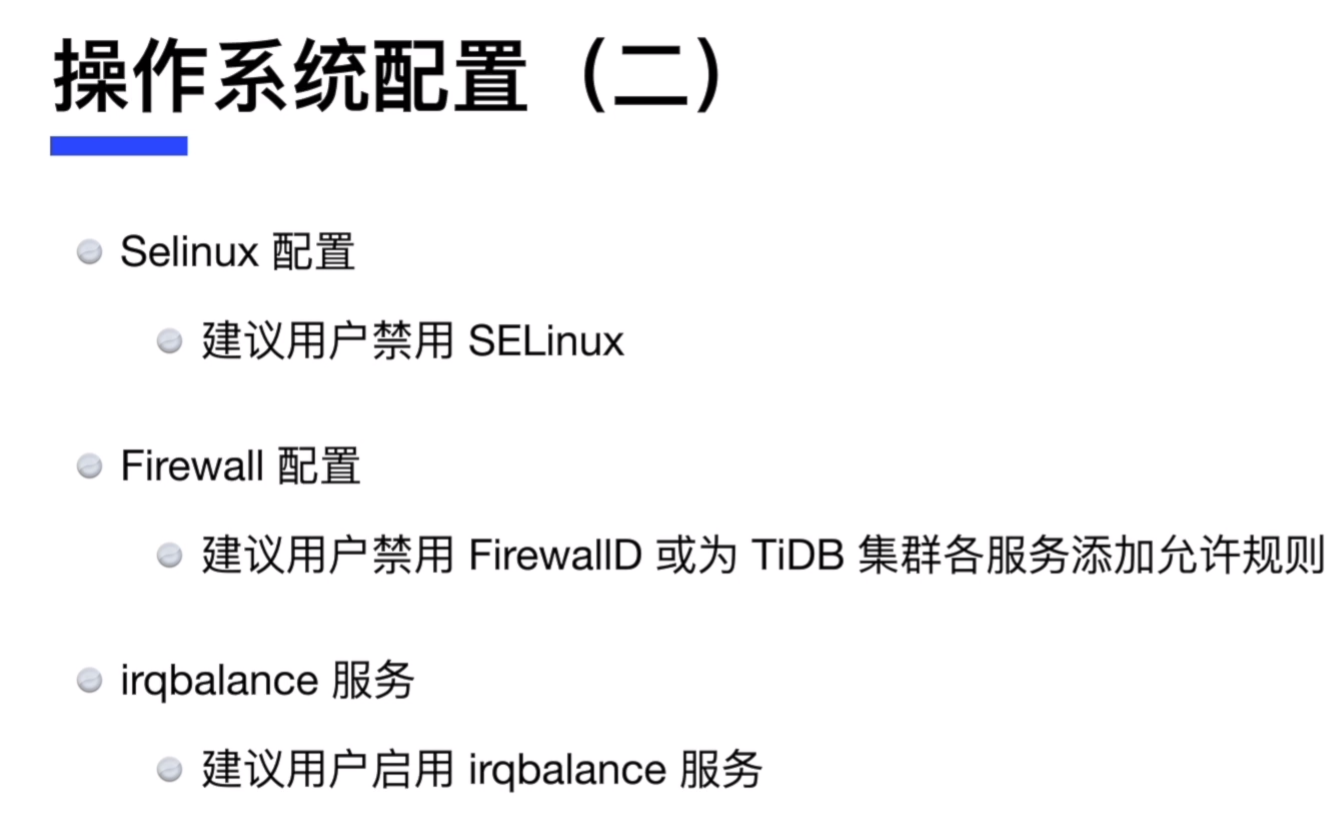 操作系统配置（二）
Selinux 配置
建议用户禁用 SELinux
Firewall 配置
建议用户禁用 FirewallD 或为 TiDB 集群各服务添加允许规则
irqbalance 服务
建议用户启用 irqbalance 服务